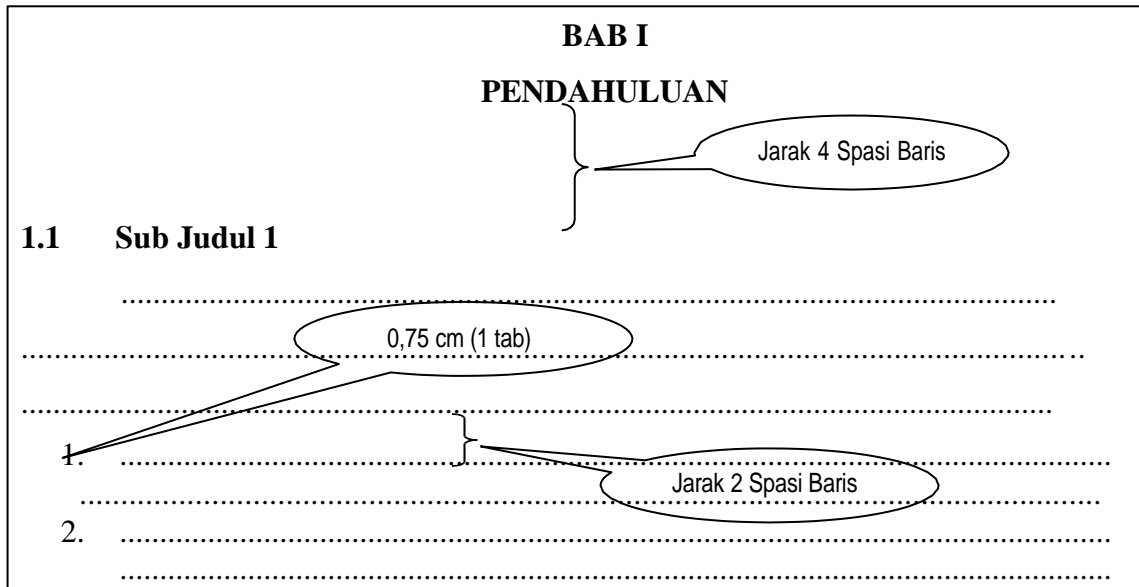 BAB I
PENDAHULUAN
Jarak 4 Spasi Baris
1.1 Sub Judul 1
........................................................................................................................
0,75 cm (1 tab)
........................................................................................................................
........................................................................................................................
1. ........................................................................................................................
Jarak 2 Spasi Baris
........................................................................................................................
2. ........................................................................................................................
........................................................................................................................